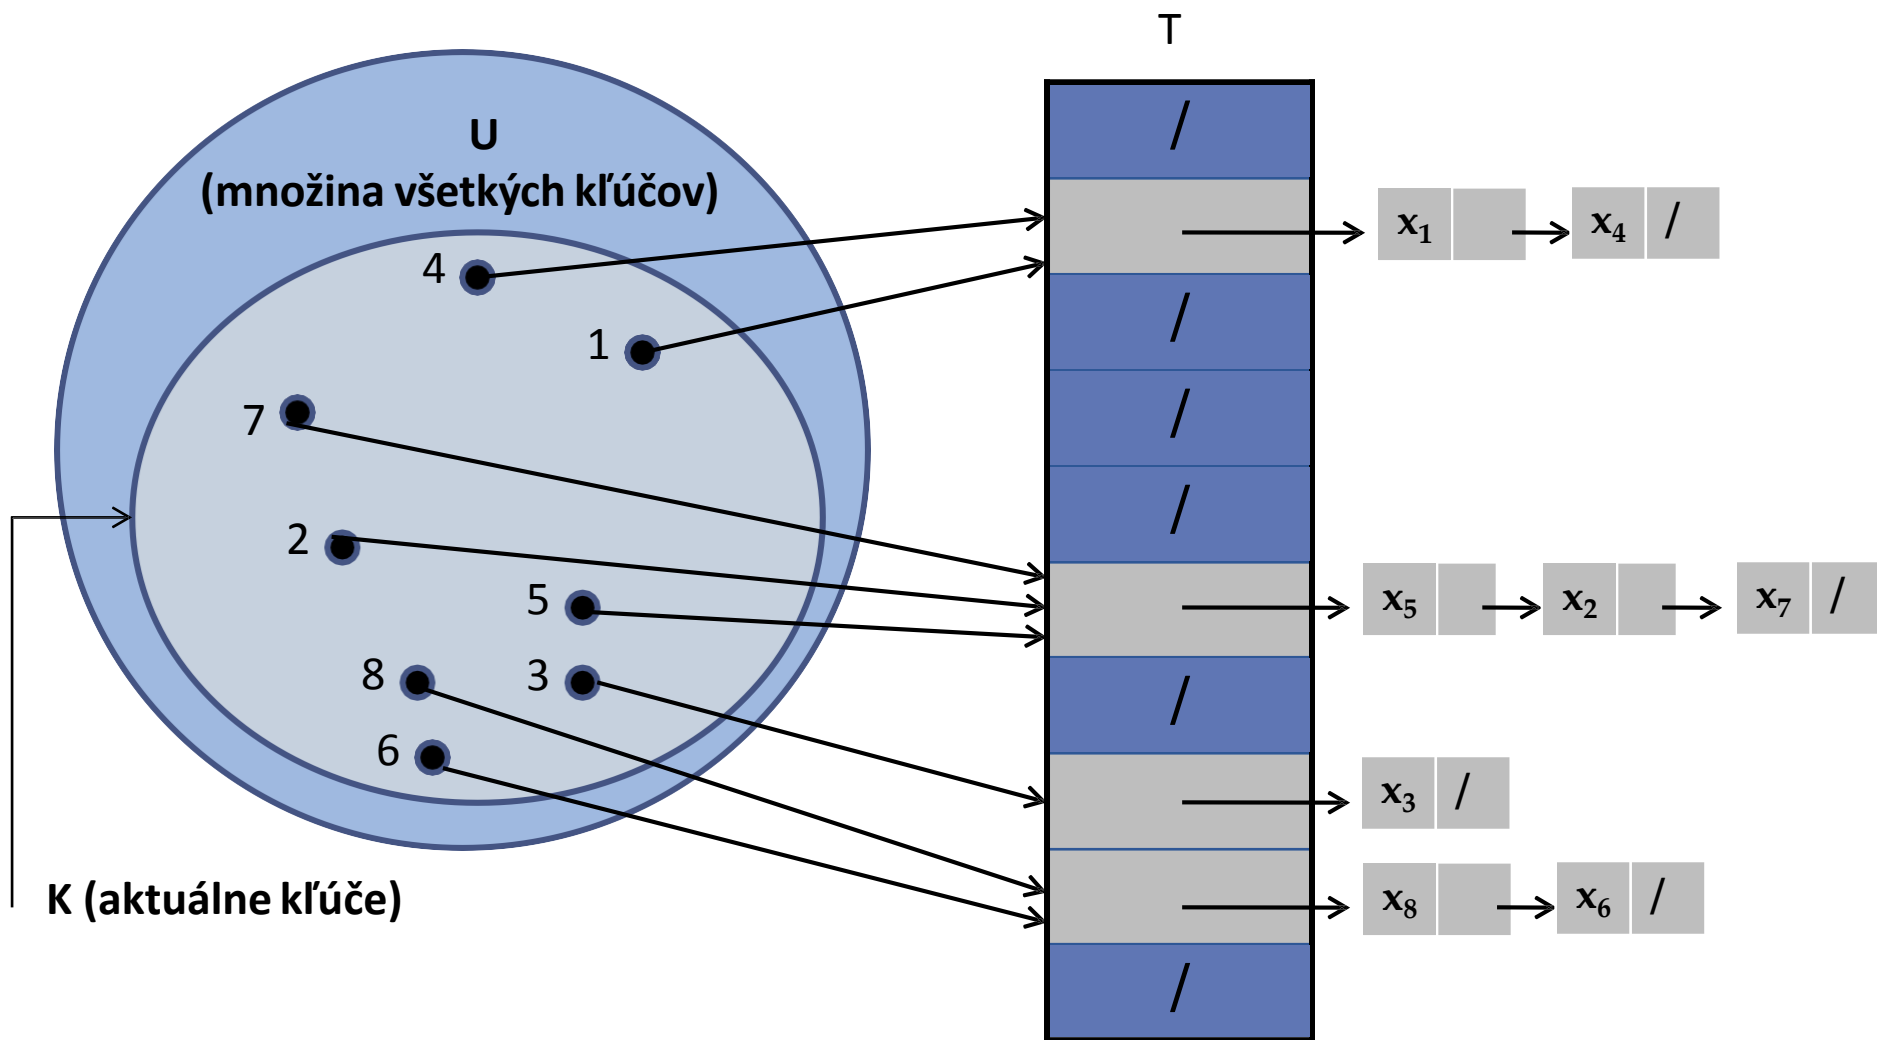 T
/
U
(množina všetkých kľúčov)
x₁ x₄ /
4
/
1
7
/
2
/
5
x₅ x₂ x₇ /
8
3
/
6
x₃ /
K (aktuálne kľúče)
x₈ x₆ /
/